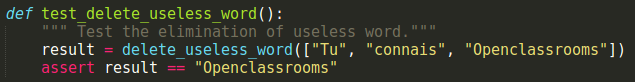 def test_delete_useless_word():
    """ Test the elimination of useless word."""
    result = delete_useless_word(["Tu", "connais", "Openclassrooms"])
    assert result == "Openclassrooms"